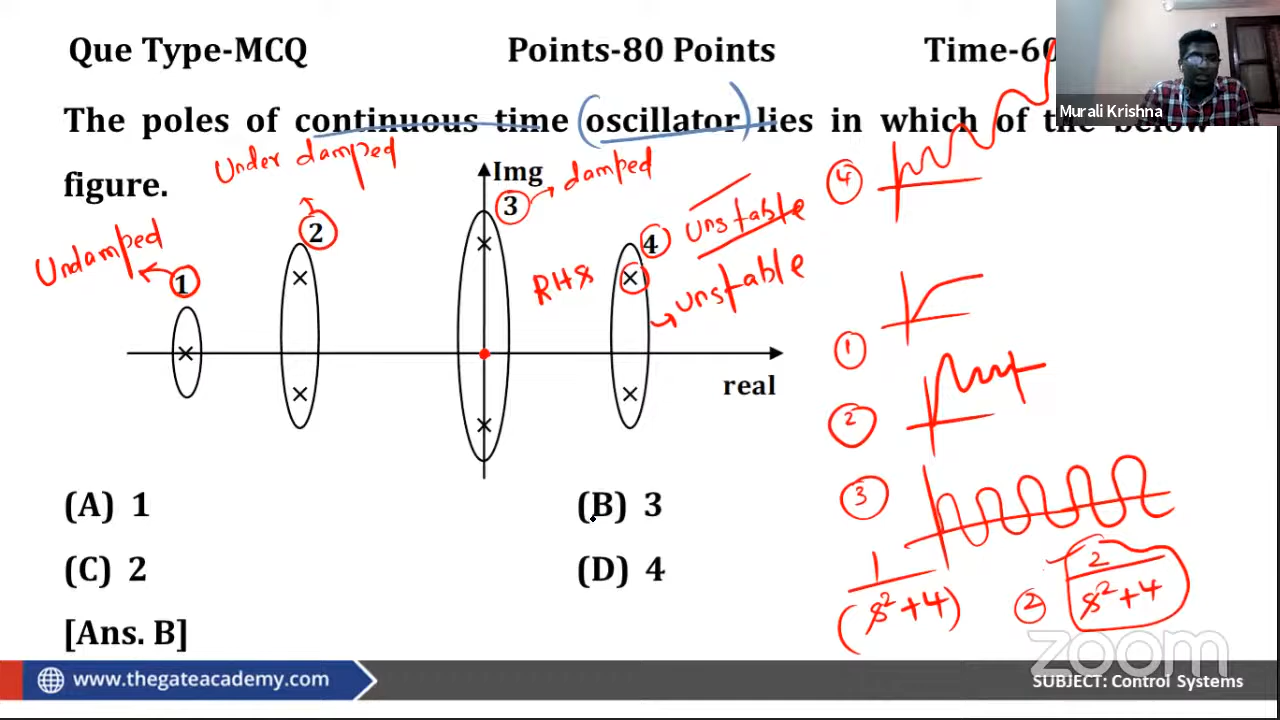 Que Type-MCQ Points-80 Points Time-60
Murali Krishna
The poles of continuous time (oscillator) lies in which of the below
figure.
Under damped
Img
3
damped
4
Undamped
1
2
4
unstable
RHS
unstable
real
1
2
3
(A) 1 (B) 3
(C) 2 (D) 4
1
(s²+4)
2
2
s²+4
[Ans. B]
zoom
www.thegateacademy.com
SUBJECT: Control Systems